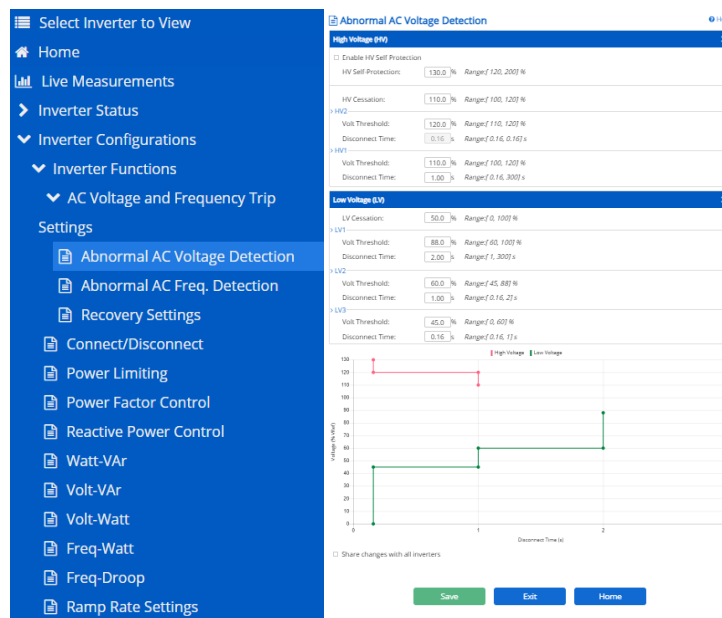 Select Inverter to View
Home
Live Measurements
Inverter Status
Inverter Configurations
Inverter Functions
AC Voltage and Frequency Trip
Settings
Abnormal AC Voltage Detection
Abnormal AC Freq. Detection
Recovery Settings
Connect/Disconnect
Power Limiting
Power Factor Control
Reactive Power Control
Watt-VAr
Volt-VAr
Volt-Watt
Freq-Watt
Freq-Droop
Ramp Rate Settings
Abnormal AC Voltage Detection
High Voltage (HV)
Enable HV Self Protection
HV Self-Protection: 130.0 % Range:[ 120, 200] %
HV Cessation: 110.0 % Range:[ 100, 120] %
HV2
Volt Threshold: 120.0 % Range:[ 110, 120] %
Disconnect Time: 0.16 s Range:[ 0.16, 0.16] s
HV1
Volt Threshold: 110.0 % Range:[ 100, 120] %
Disconnect Time: 1.00 s Range:[ 0.16, 300] s
Low Voltage (LV)
LV Cessation: 50.0 % Range:[ 0, 100] %
LV1
Volt Threshold: 88.0 % Range:[ 60, 100] %
Disconnect Time: 2.00 s Range:[ 1, 300] s
LV2
Volt Threshold: 60.0 % Range:[ 45, 88] %
Disconnect Time: 1.00 s Range:[ 0.16, 2] s
LV3
Volt Threshold: 45.0 % Range:[ 0, 60] %
Disconnect Time: 0.16 s Range:[ 0.16, 1] s
High Voltage Low Voltage
130
120
110
100
90
80
70
60
50
40
30
20
10
0
Voltage (% VRef)
0 1 2
Disconnect Time (s)
Share changes with all inverters
Save Exit Home